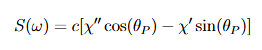 S(ω) = c[χ″ cos(θ_P) − χ′ sin(θ_P)]